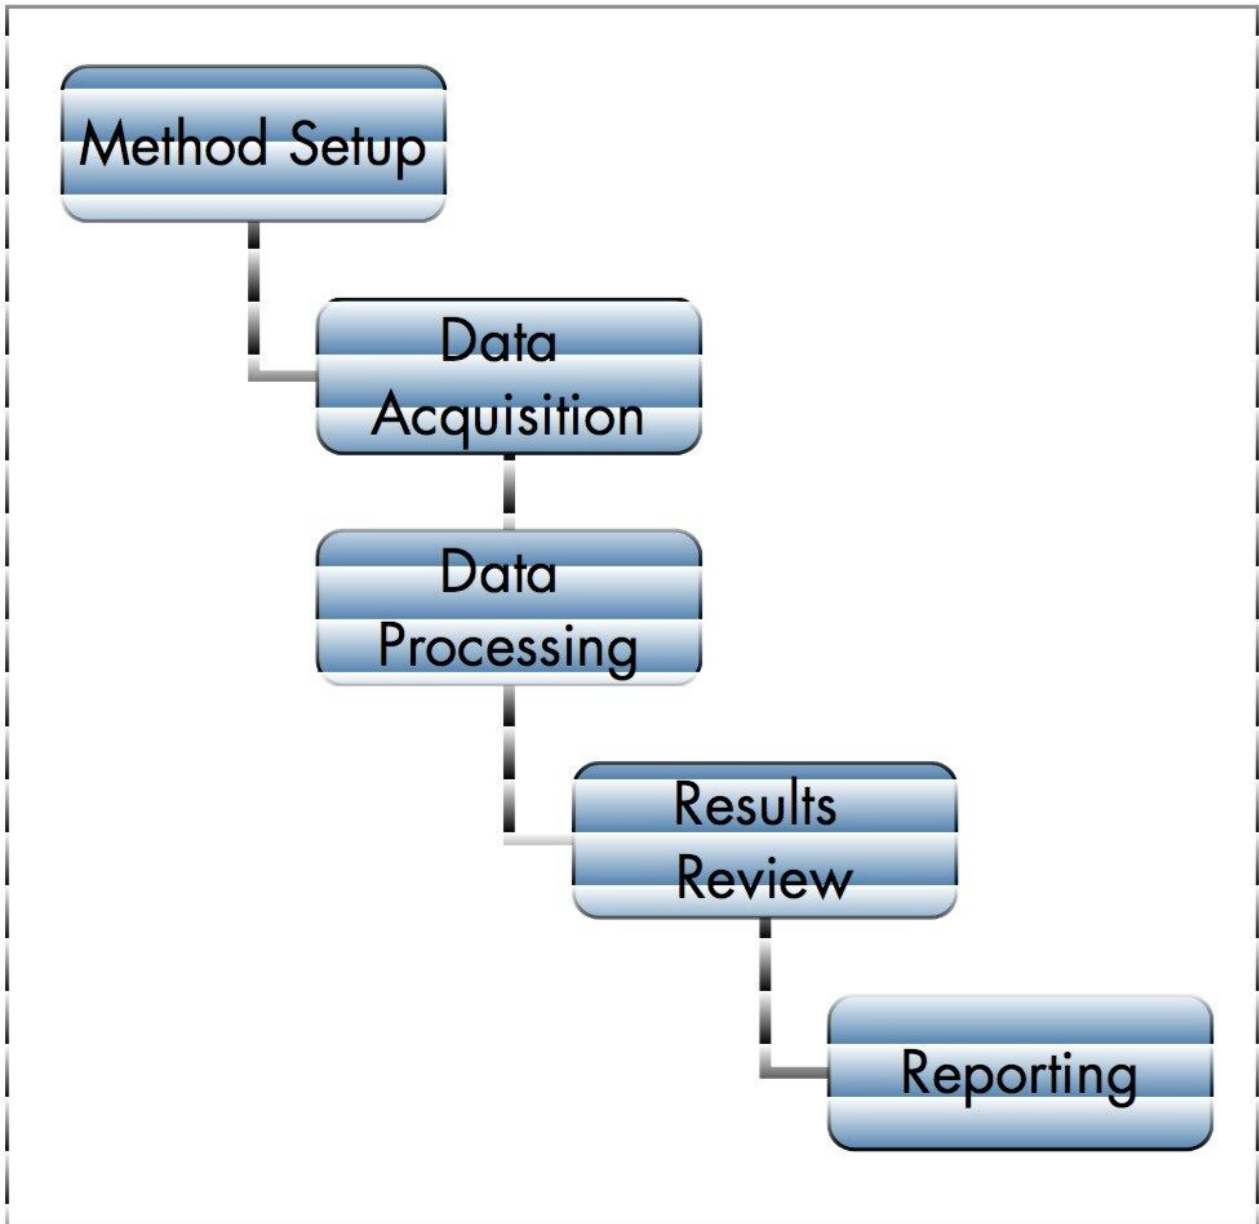 Method Setup
Data
Acquisition
Data
Processing
Results
Review
Reporting